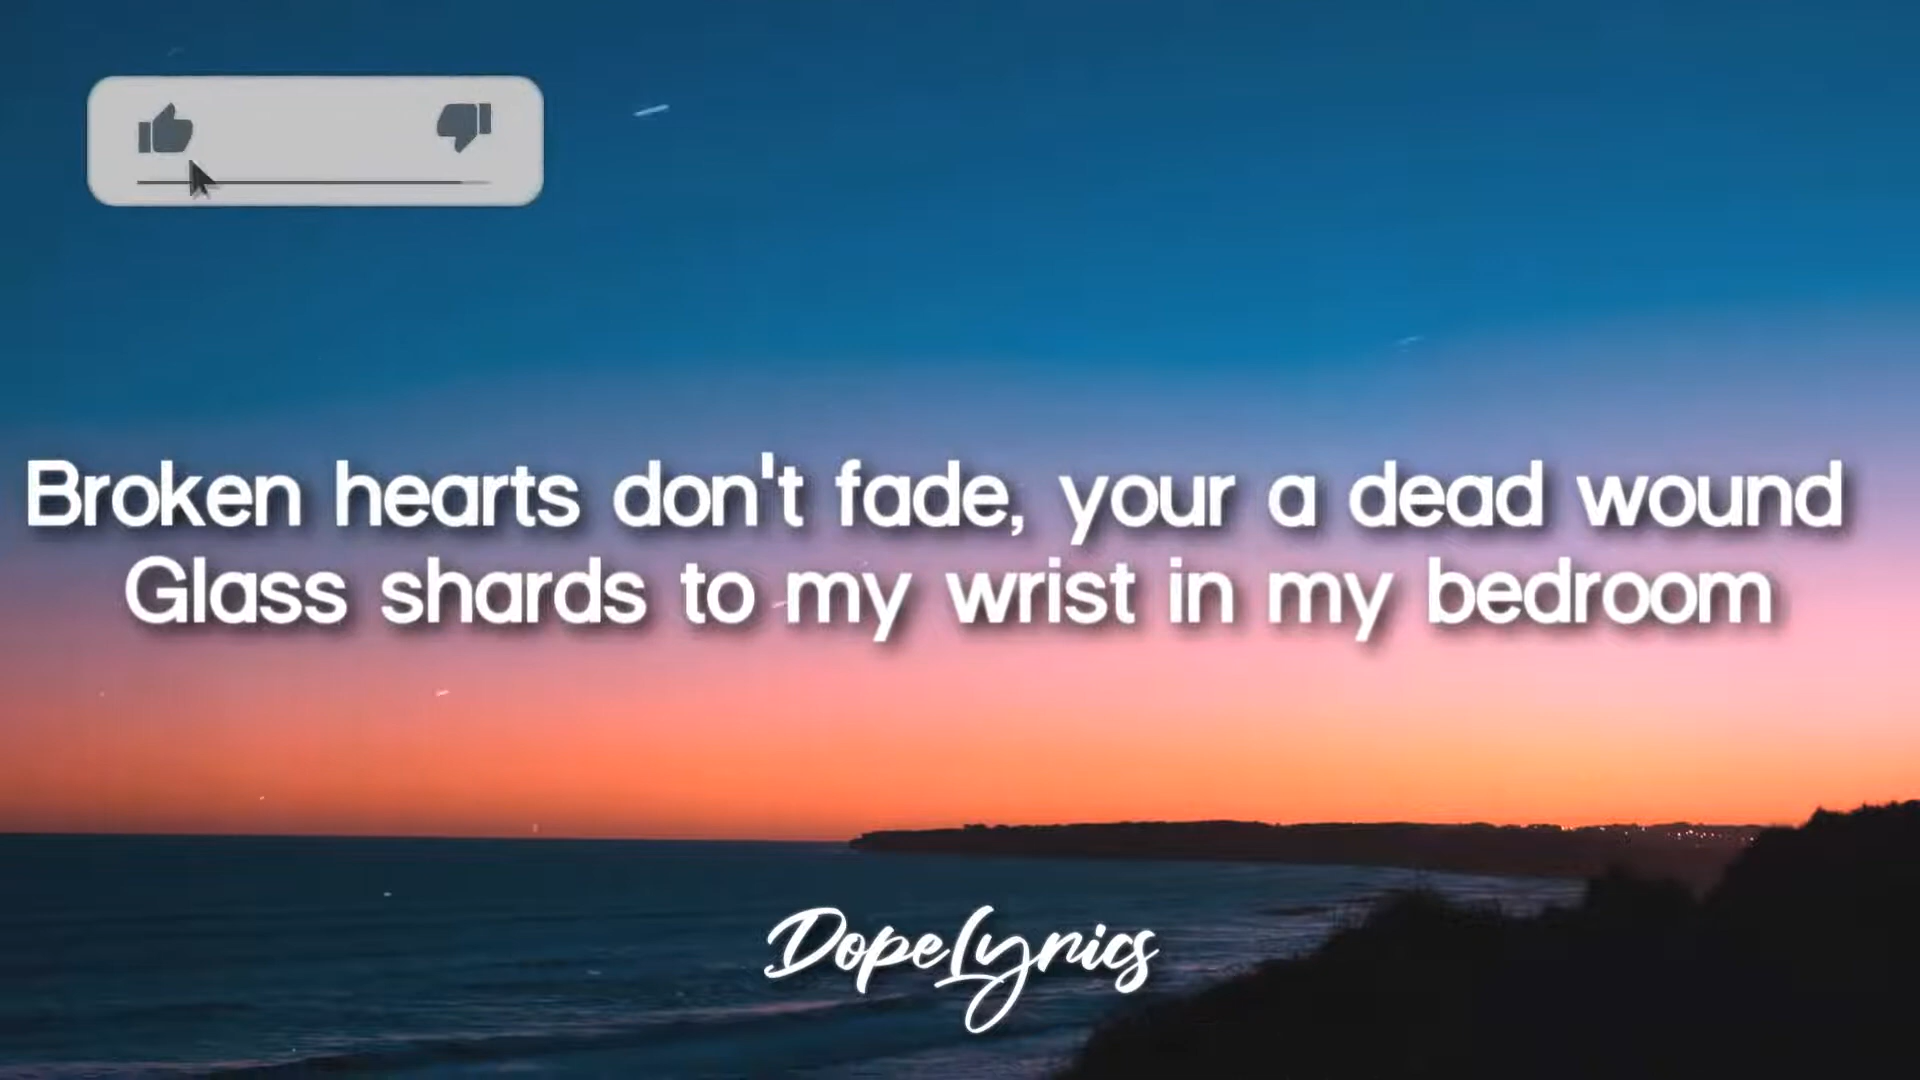 Broken hearts don't fade, your a dead wound
Glass shards to my wrist in my bedroom
DopeLyrics